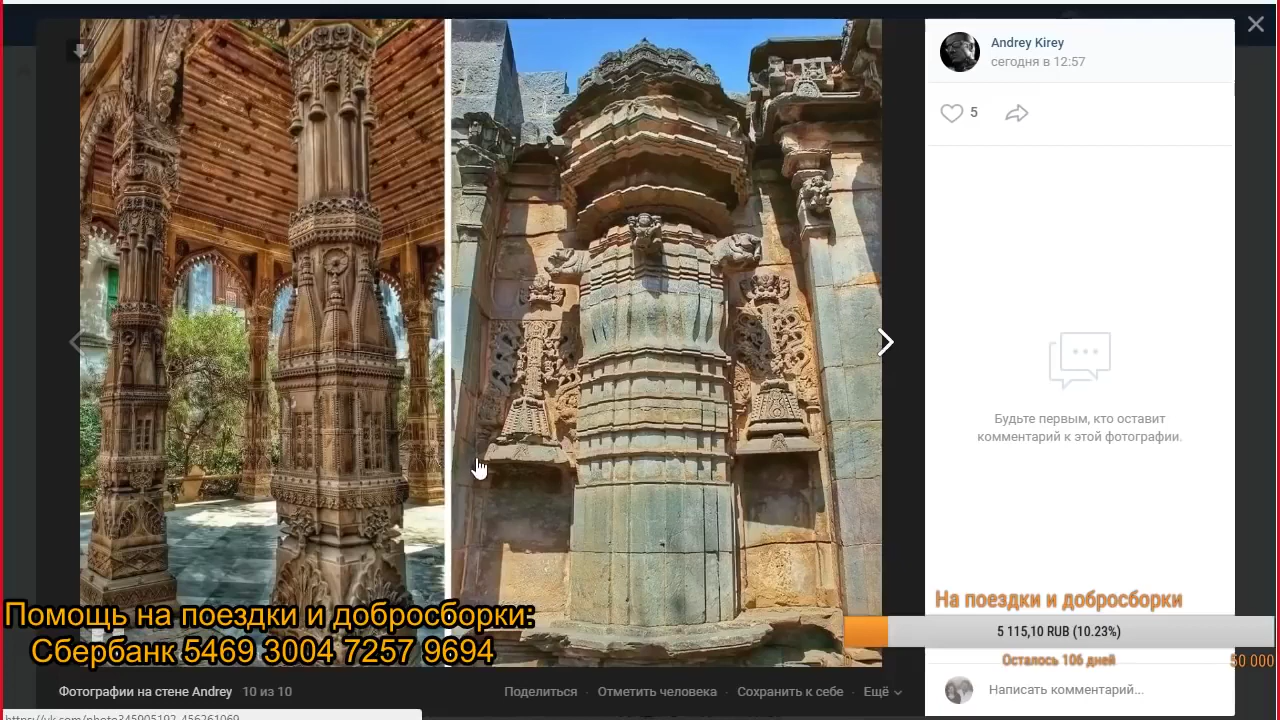 Andrey Kirey
сегодня в 12:57
5
Будьте первым, кто оставит
комментарий к этой фотографии.
Помощь на поездки и добросборки:
Сбербанк 5469 3004 7257 9694
На поездки и добросборки
5 115,10 RUB (10.23%)
Осталось 106 дней
50 000
Фотографии на стене Andrey 10 из 10
Поделиться · Отметить человека · Сохранить к себе · Ещё
Написать комментарий...